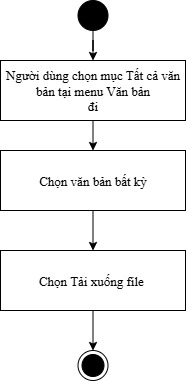 Người dùng chọn mục Tất cả văn
bản tại menu Văn bản
đi
Chọn văn bản bất kỳ
Chọn Tải xuống file